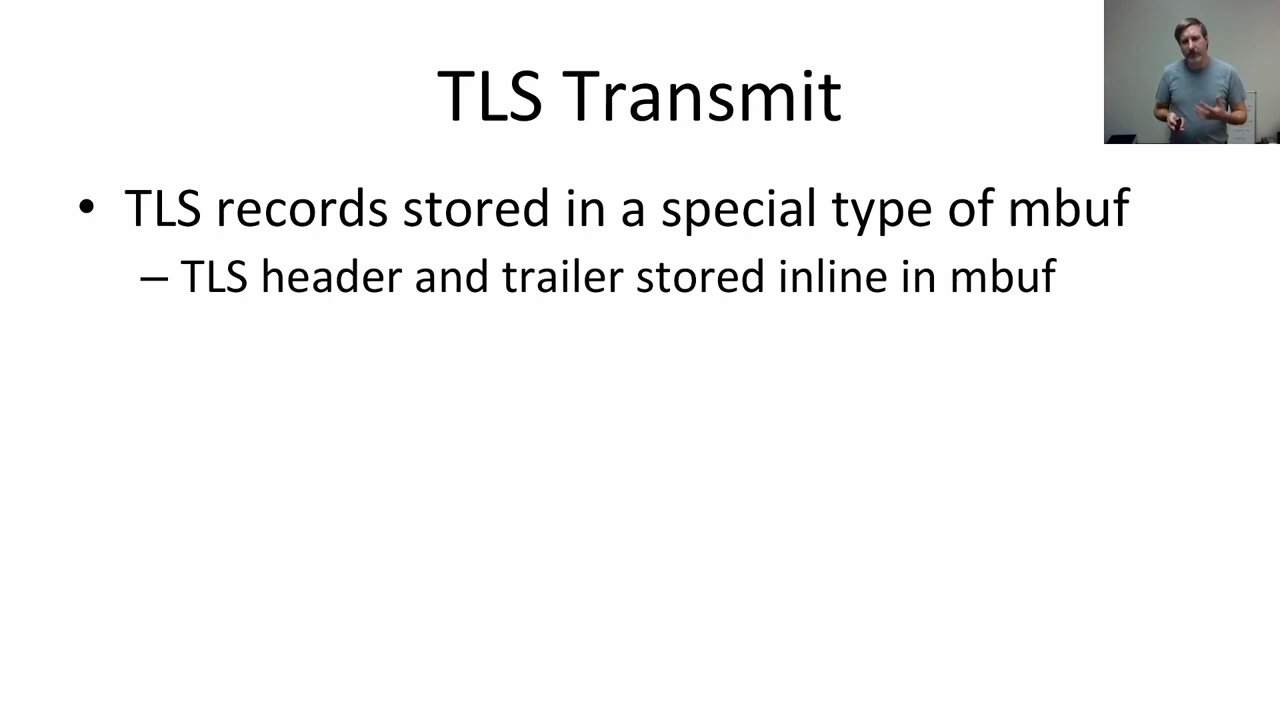 TLS Transmit
• TLS records stored in a special type of mbuf
– TLS header and trailer stored inline in mbuf